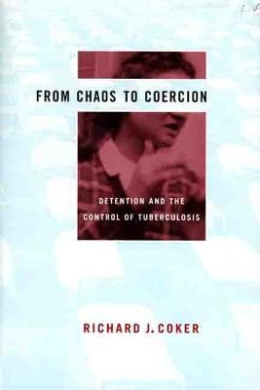 FROM CHAOS TO COERCION
DETENTION AND THE
CONTROL OF TUBERCULOSIS
RICHARD J. COKER